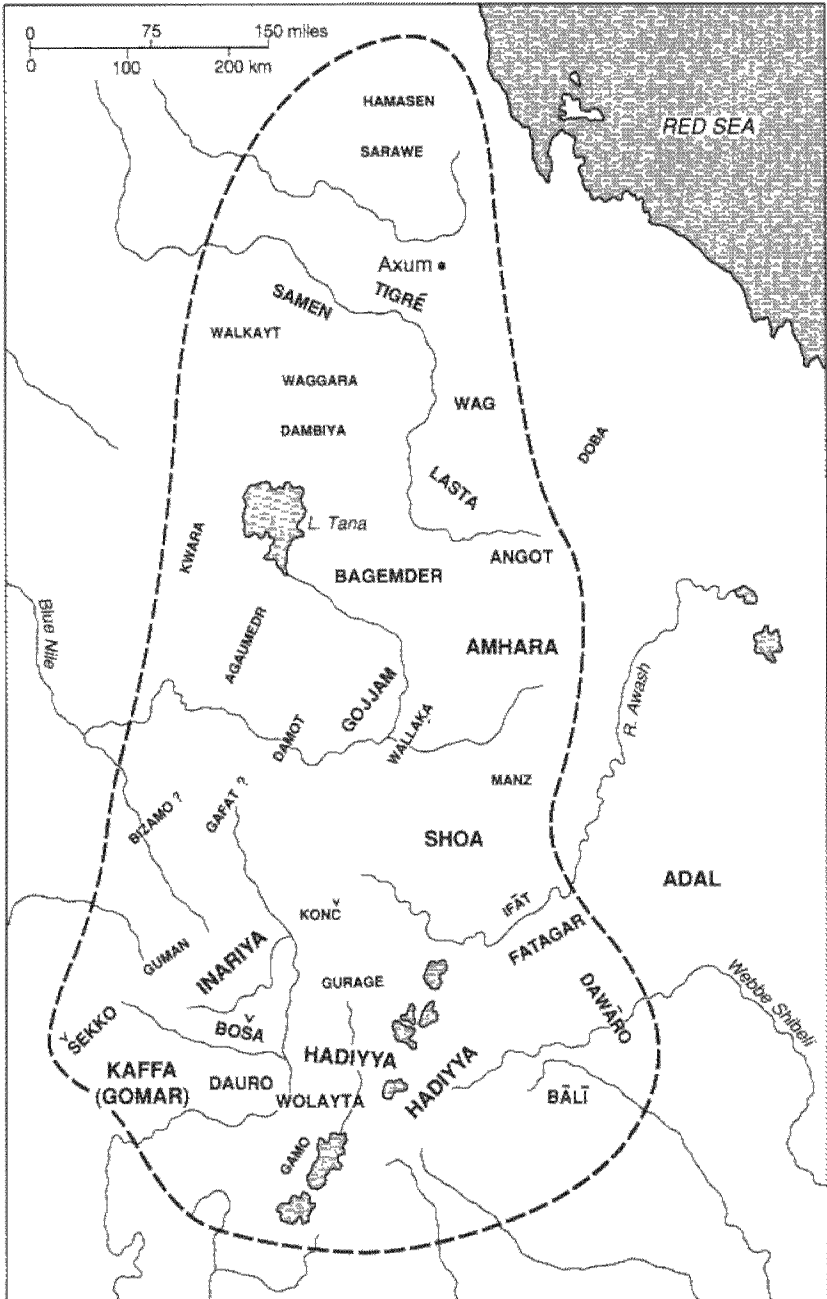 0 75 150 miles
0 100 200 km
HAMASEN
RED SEA
SARAWE
Axum
TIGRÉ
SAMEN
WALKAYT
WAGGARA
WAG
DAMBIYA
DOBA
LASTA
L. Tana
KWARA
ANGOT
BAGEMDER
Blue Nile
AGAUMEDR
AMHARA
GOJJAM
R. Awash
DAMOT
WALLAKA
MANZ
BIZAMO ?
GAFAT ?
SHOA
ADAL
IFĀT
KONČ
FATAGAR
GUMAN
INARIYA
GURAGE
DAWĀRO
Webbe Shibeli
ŠEKKO
BOŠA
HADIYYA
HADIYYA
KAFFA
(GOMAR)
DAURO
WOLAYTA
BĀLĪ
GAMO